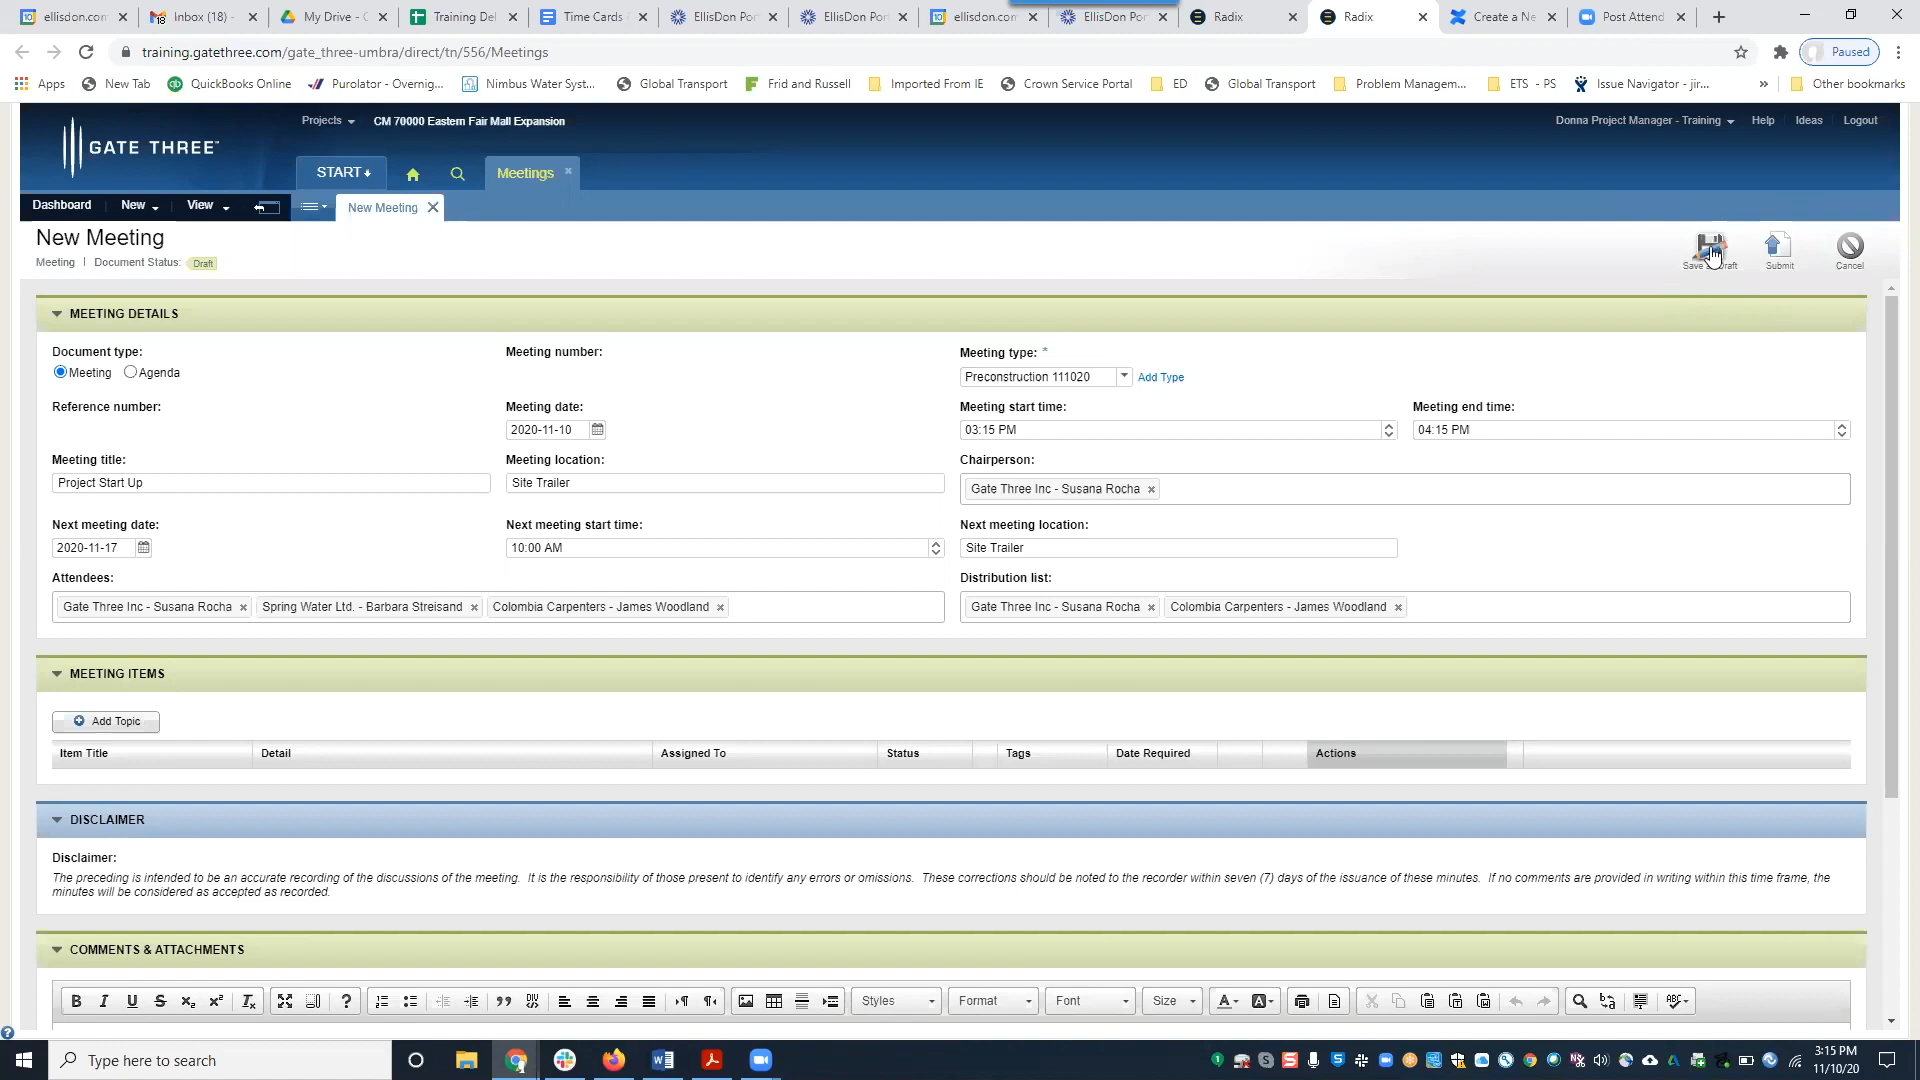 ellisdon.com
Inbox (18) -
My Drive - C
Training Del
Time Cards
EllisDon Por
EllisDon Por
ellisdon.com
EllisDon Por
Radix
Radix
Create a Ne
Post Attend
training.gatethree.com/gate_three-umbra/direct/tn/556/Meetings
Paused
Apps
New Tab
QuickBooks Online
Purolator - Overnig...
Nimbus Water Syst...
Global Transport
Frid and Russell
Imported From IE
Crown Service Portal
ED
Global Transport
Problem Managem...
ETS - PS
Issue Navigator - jir...
»
Other bookmarks
GATE THREE™
Projects
CM 70000 Eastern Fair Mall Expansion
Donna Project Manager - Training
Help
Ideas
Logout
START
Meetings
Dashboard
New
View
New Meeting
New Meeting
Meeting | Document Status: Draft
Submit
Cancel
MEETING DETAILS
Document type:
Meeting Agenda
Meeting number:
Meeting type: *
Preconstruction 111020
Add Type
Reference number:
Meeting date:
2020-11-10
Meeting start time:
03:15 PM
Meeting end time:
04:15 PM
Meeting title:
Project Start Up
Meeting location:
Site Trailer
Chairperson:
Gate Three Inc - Susana Rocha
Next meeting date:
2020-11-17
Next meeting start time:
10:00 AM
Next meeting location:
Site Trailer
Attendees:
Gate Three Inc - Susana Rocha
Spring Water Ltd. - Barbara Streisand
Colombia Carpenters - James Woodland
Distribution list:
Gate Three Inc - Susana Rocha
Colombia Carpenters - James Woodland
MEETING ITEMS
Add Topic
Item Title
Detail
Assigned To
Status
Tags
Date Required
Actions
DISCLAIMER
Disclaimer:
The preceding is intended to be an accurate recording of the discussions of the meeting. It is the responsibility of those present to identify any errors or omissions. These corrections should be noted to the recorder within seven (7) days of the issuance of these minutes. If no comments are provided in writing within this time frame, the
minutes will be considered as accepted as recorded.
COMMENTS & ATTACHMENTS
Styles
Format
Font
Size
Type here to search
3:15 PM
11/10/20